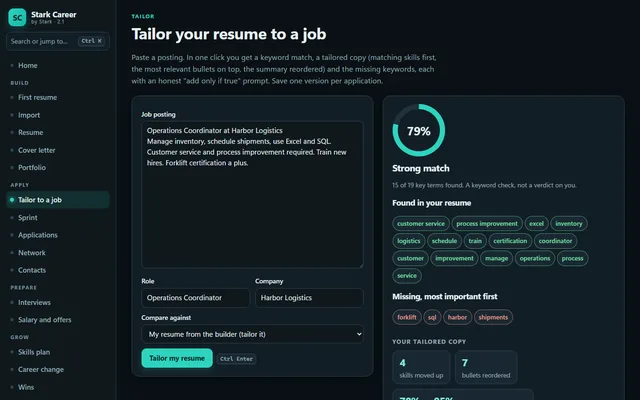 SC
Stark Career
by Stark · 2.1
Search or jump to...
Ctrl K
Home
BUILD
First resume
Import
Resume
Cover letter
Portfolio
APPLY
Tailor to a job
Sprint
Applications
Network
Contacts
PREPARE
Interviews
Salary and offers
GROW
Skills plan
Career change
Wins
TAILOR
Tailor your resume to a job
Paste a posting. In one click you get a keyword match, a tailored copy (matching skills first,
the most relevant bullets on top, the summary reordered) and the missing keywords, each
with an honest "add only if true" prompt. Save one version per application.
Job posting
Operations Coordinator at Harbor Logistics
Manage inventory, schedule shipments, use Excel and SQL.
Customer service and process improvement required. Train new
hires. Forklift certification a plus.
Role
Company
Operations Coordinator
Harbor Logistics
Compare against
My resume from the builder (tailor it)
Tailor my resume
Ctrl Enter
79%
Strong match
15 of 19 key terms found. A keyword check, not a verdict on you.
Found in your resume
customer service process improvement excel inventory
logistics schedule train certification coordinator
customer improvement manage operations process
service
Missing, most important first
forklift sql harbor shipments
YOUR TAILORED COPY
4
skills moved up
7
bullets reordered